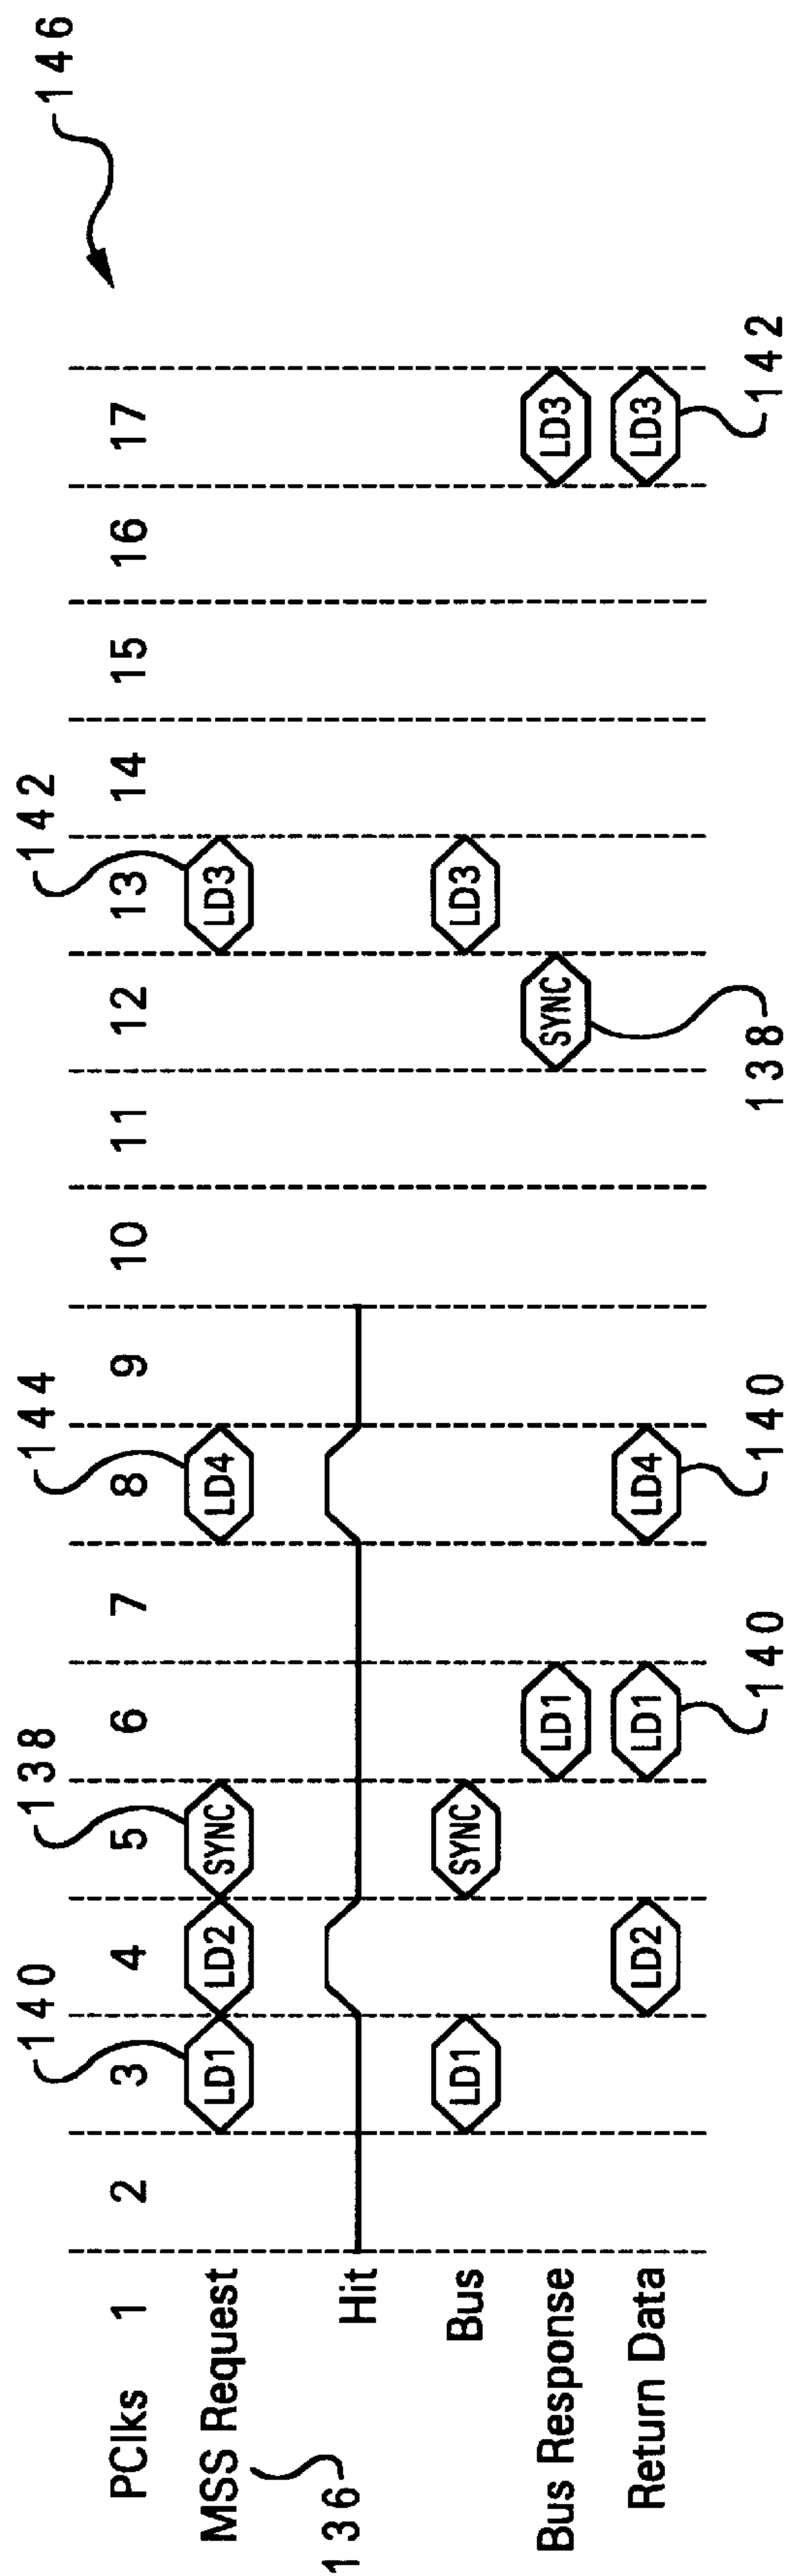 146
142
144
138
140
PClks 1 2 3 4 5 6 7 8 9 10 11 12 13 14 15 16 17
MSS Request LD1 LD2 SYNC LD4 LD3
136
Hit
Bus LD1 SYNC LD3
Bus Response LD1 SYNC LD3
Return Data LD2 LD1 LD4 LD3
140
140
138
142